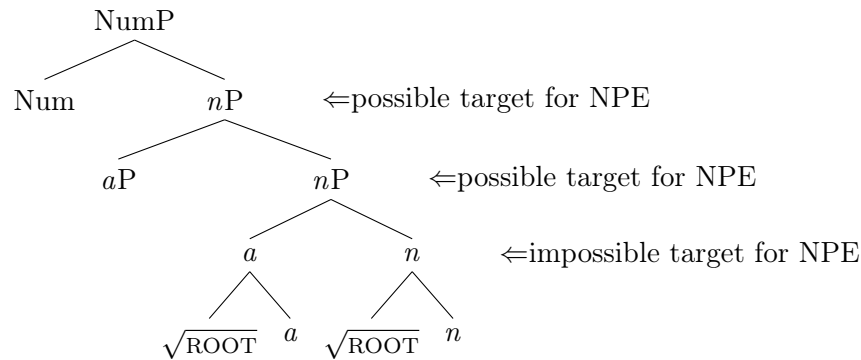 NumP
Num nP ⇐possible target for NPE
aP nP ⇐possible target for NPE
a n ⇐impossible target for NPE
√ROOT a √ROOT n